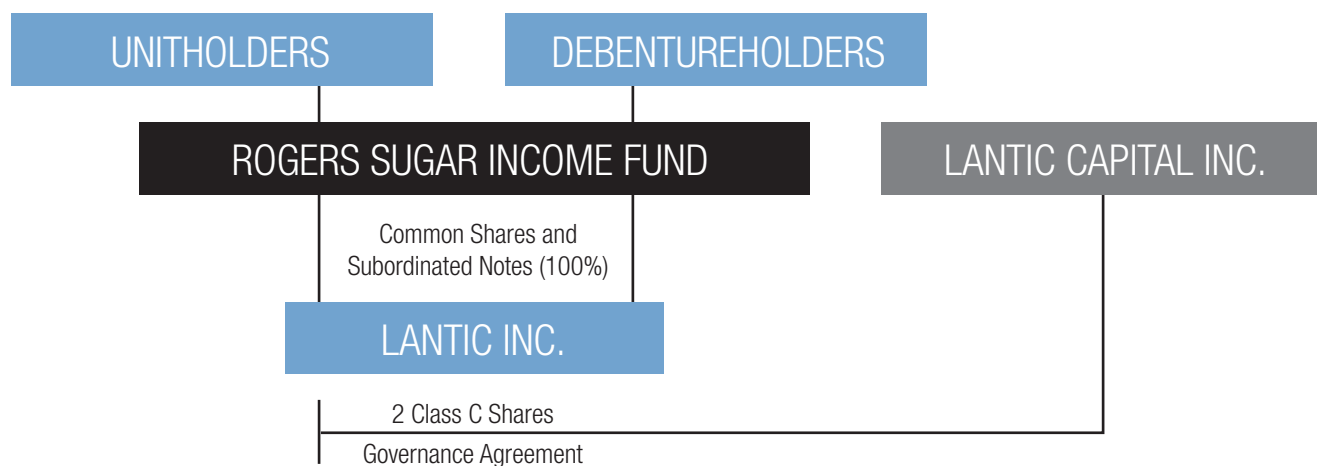 UNITHOLDERS
DEBENTUREHOLDERS
ROGERS SUGAR INCOME FUND
LANTIC CAPITAL INC.
Common Shares and
Subordinated Notes (100%)
LANTIC INC.
2 Class C Shares
Governance Agreement